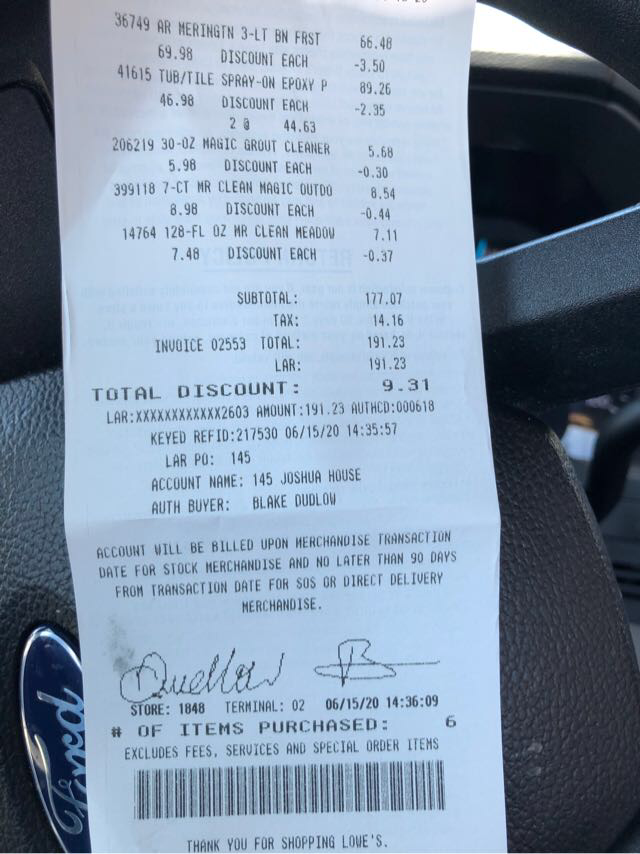 36749 AR MERINGTN 3-LT BN FRST 66.48
69.98 DISCOUNT EACH -3.50
41615 TUB/TILE SPRAY-ON EPOXY P 89.26
46.98 DISCOUNT EACH -2.35
2 @ 44.63
206219 30-OZ MAGIC GROUT CLEANER 5.68
5.98 DISCOUNT EACH -0.30
399118 7-CT MR CLEAN MAGIC OUTDO 8.54
8.98 DISCOUNT EACH -0.44
14764 128-FL OZ MR CLEAN MEADOW 7.11
7.48 DISCOUNT EACH -0.37
SUBTOTAL: 177.07
TAX: 14.16
INVOICE 02553 TOTAL: 191.23
LAR: 191.23
TOTAL DISCOUNT: 9.31
LAR:XXXXXXXXXXXX2603 AMOUNT:191.23 AUTHCD:000618
KEYED REFID:217530 06/15/20 14:35:57
LAR PO: 145
ACCOUNT NAME: 145 JOSHUA HOUSE
AUTH BUYER: BLAKE DUDLOW
ACCOUNT WILL BE BILLED UPON MERCHANDISE TRANSACTION
DATE FOR STOCK MERCHANDISE AND NO LATER THAN 90 DAYS
FROM TRANSACTION DATE FOR SOS OR DIRECT DELIVERY
MERCHANDISE.
STORE: 1848 TERMINAL: 02 06/15/20 14:36:09
# OF ITEMS PURCHASED: 6
EXCLUDES FEES, SERVICES AND SPECIAL ORDER ITEMS
THANK YOU FOR SHOPPING LOWE'S.
Ford